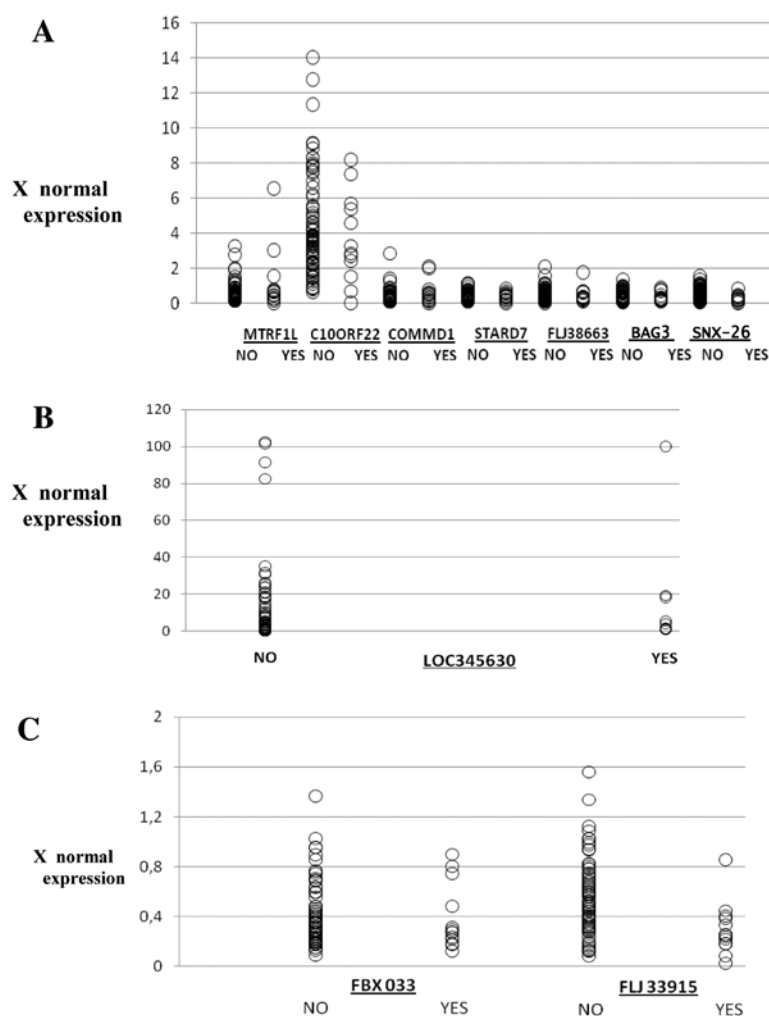 A
16
14
12
10
8
6
4
2
0
X normal
expression
MTRF1L C10ORF22 COMMD1 STARD7 FLJ38663 BAG3 SNX-26
NO YES NO YES NO YES NO YES NO YES NO YES NO YES
B
120
100
80
60
40
20
0
X normal
expression
NO LOC345630 YES
C
2
1,6
1,2
0,8
0,4
0
X normal
expression
FBX 033 FLJ 33915
NO YES NO YES